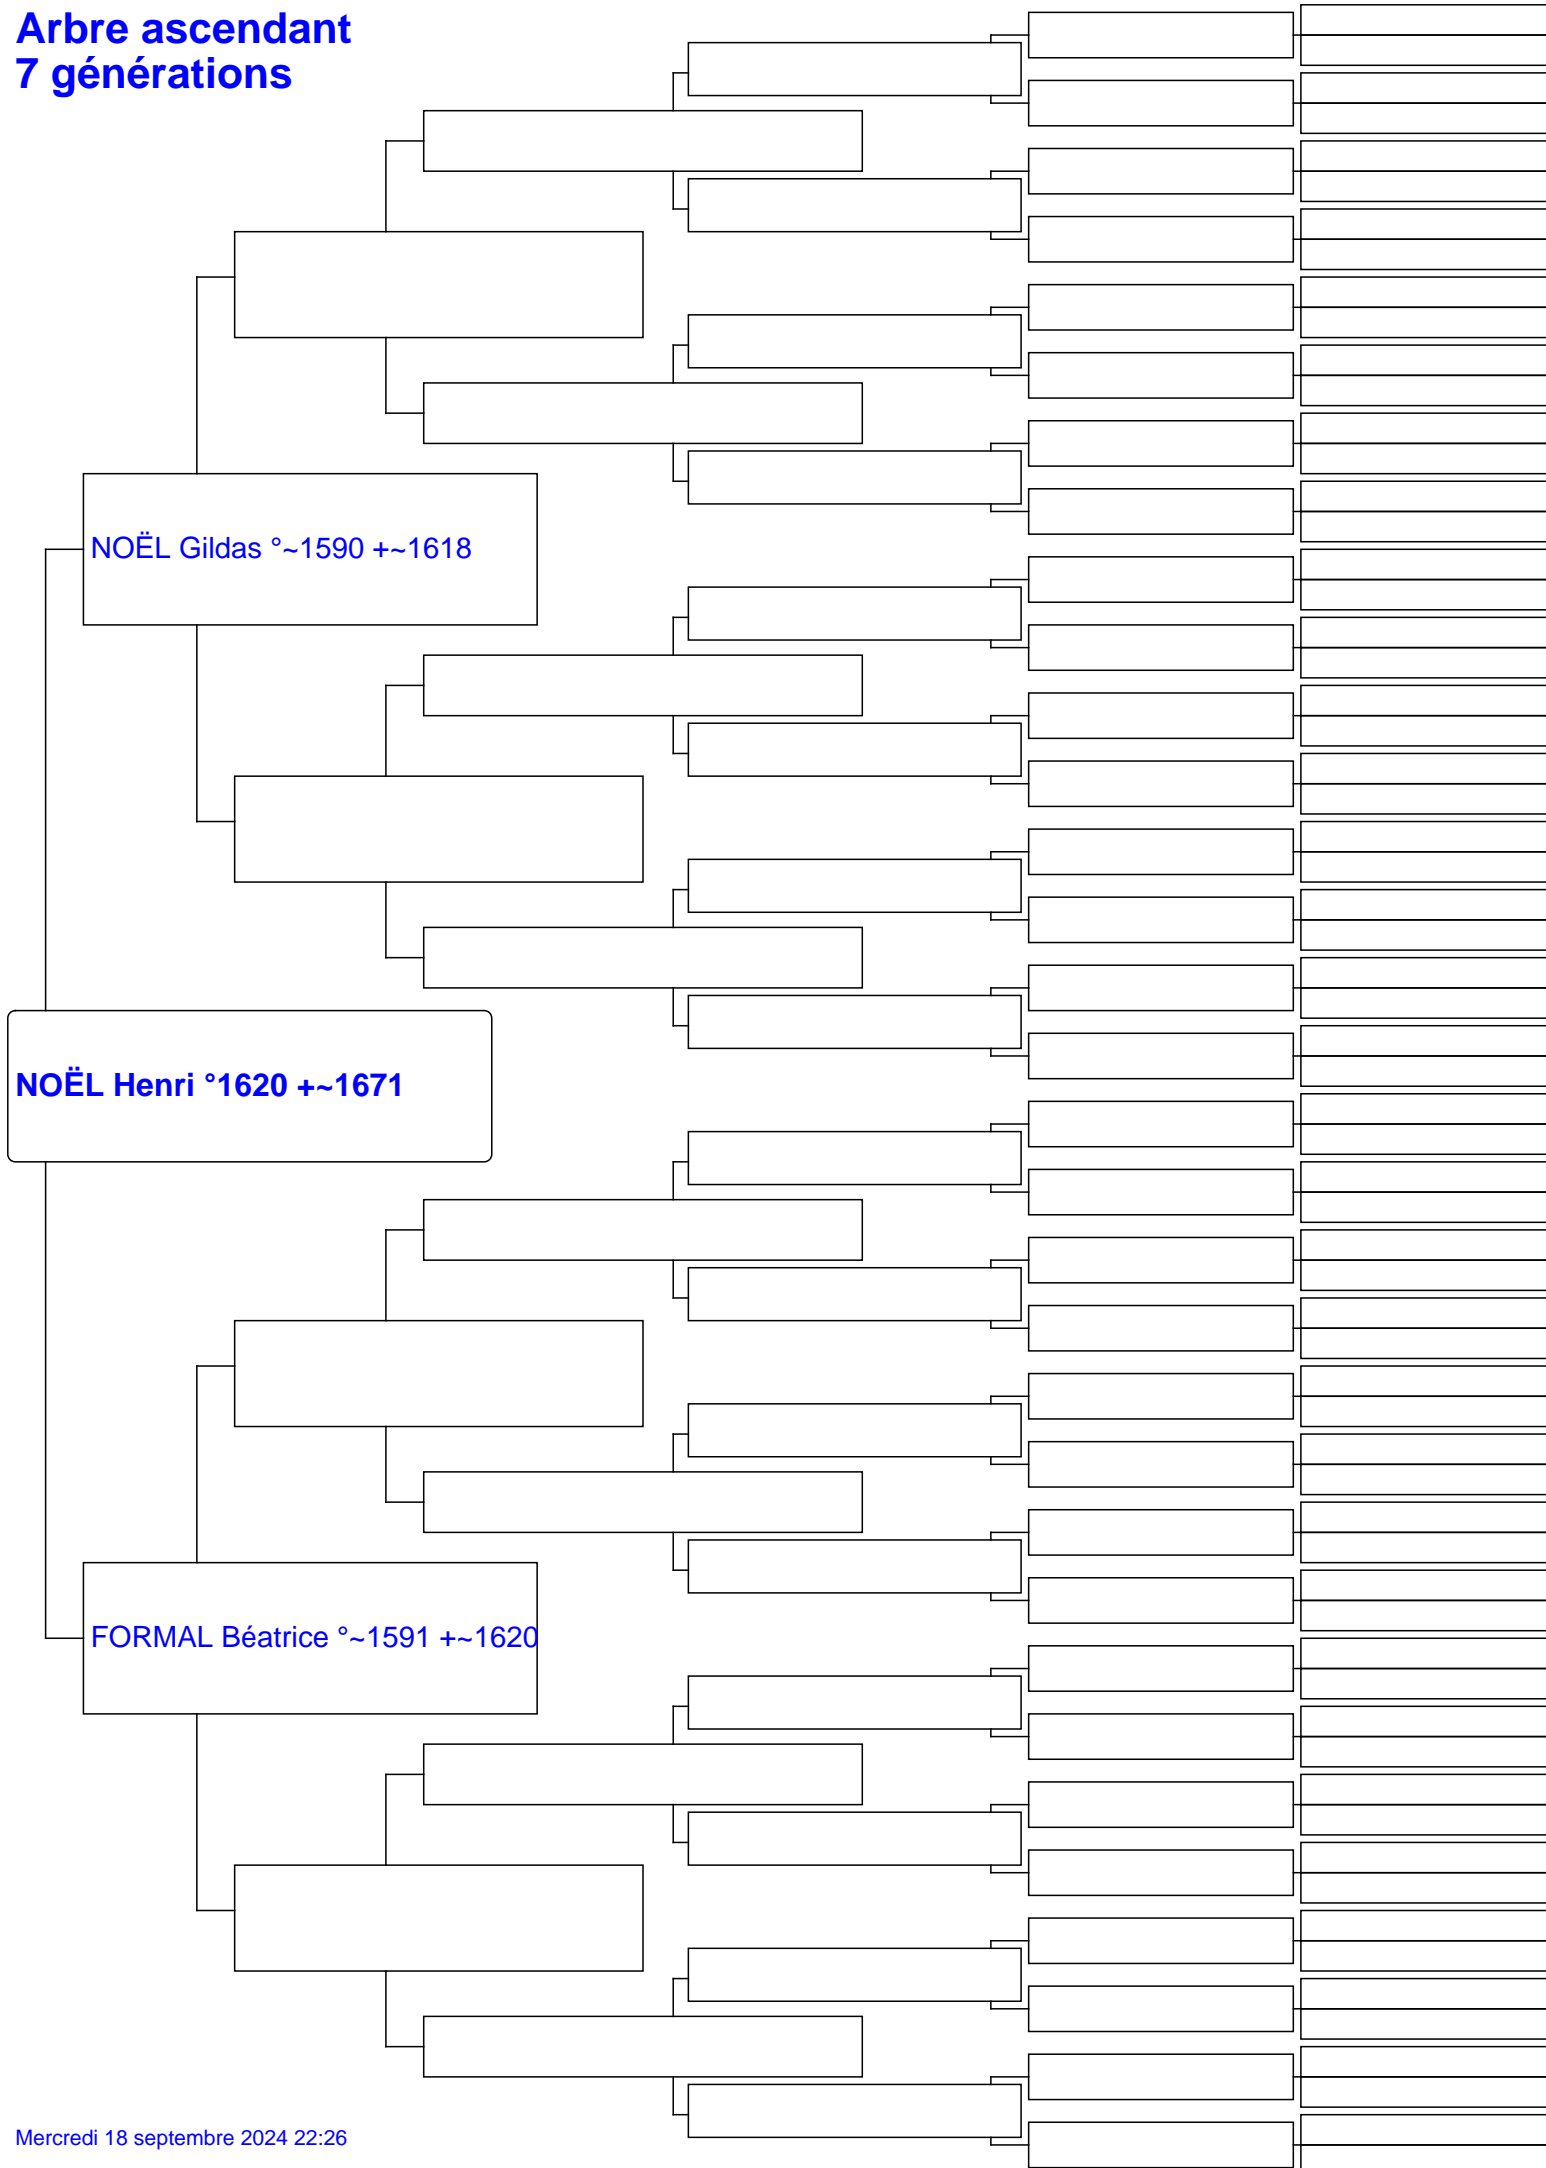 Arbre ascendant
7 générations
NOËL Gildas °~1590 +~1618
NOËL Henri °1620 +~1671
FORMAL Béatrice °~1591 +~1620
Mercredi 18 septembre 2024 22:26